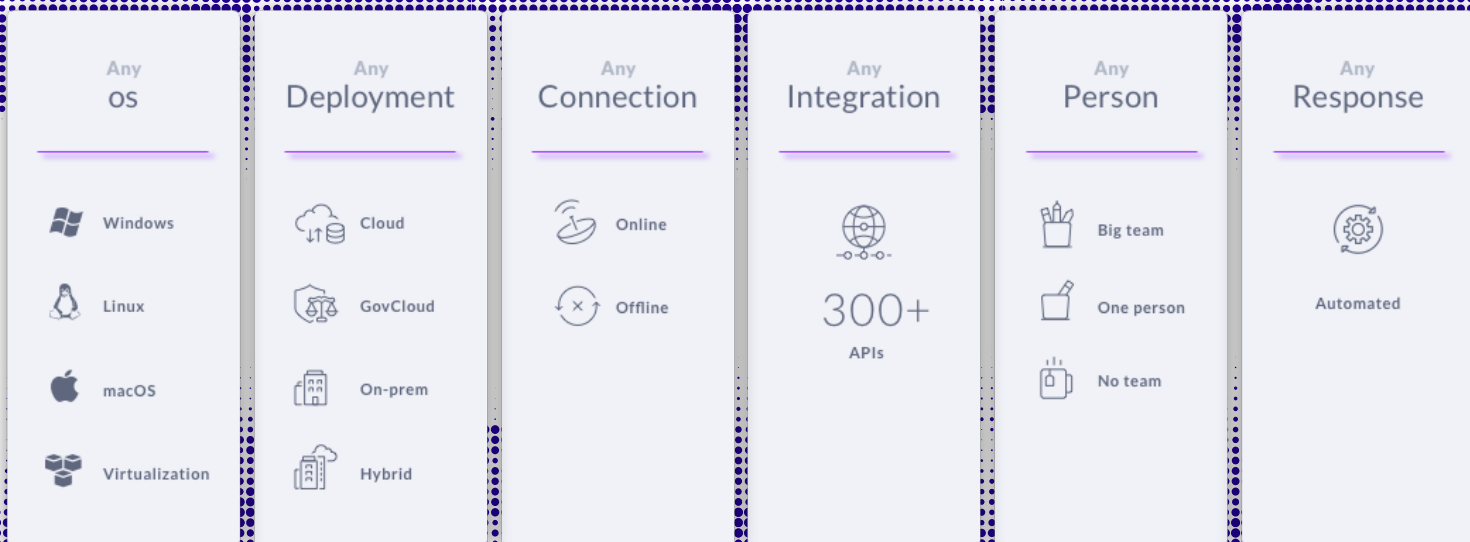 Any
os
Windows
Linux
macOS
Virtualization
Any
Deployment
Cloud
GovCloud
On-prem
Hybrid
Any
Connection
Online
Offline
Any
Integration
300+
APIs
Any
Person
Big team
One person
No team
Any
Response
Automated